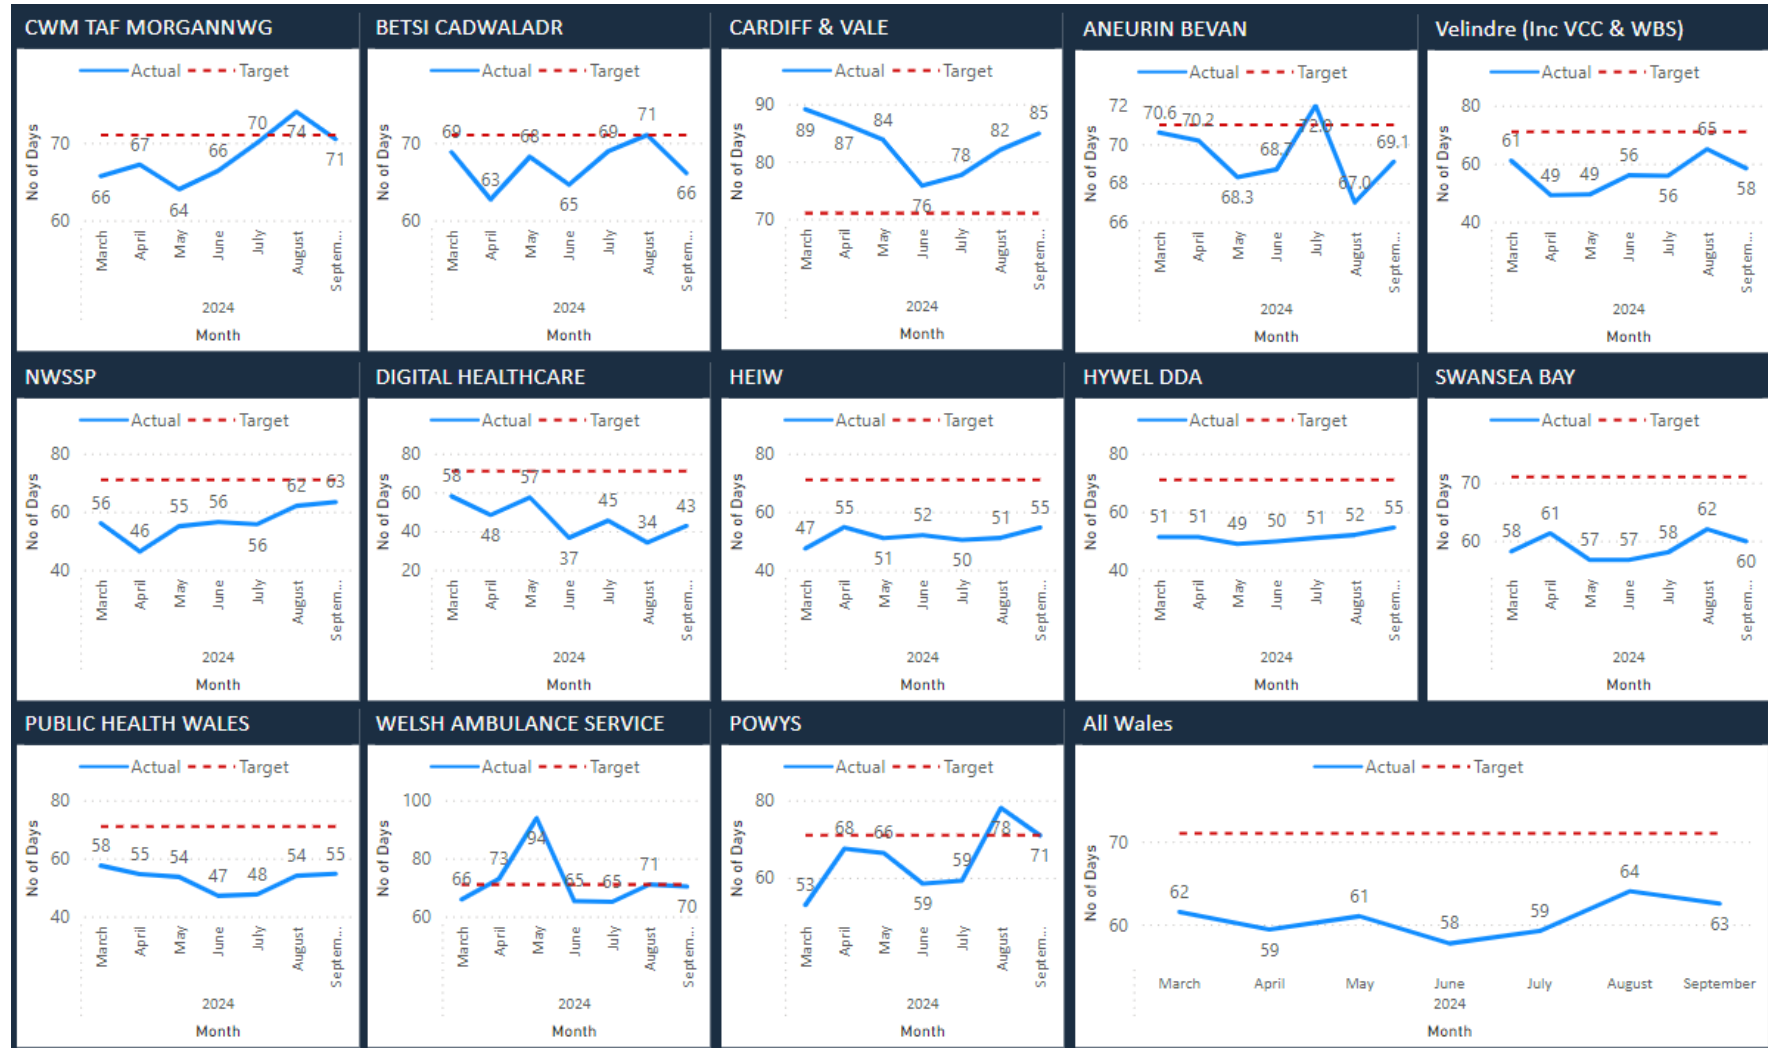 CWM TAF MORGANNWG
Actual Target
No of Days
70
60
66
67
64
66
70
74
71
March April May June July August Septem...
2024
Month
BETSI CADWALADR
Actual Target
No of Days
70
60
69
63
68
65
69
71
66
March April May June July August Septem...
2024
Month
CARDIFF & VALE
Actual Target
No of Days
90
80
70
89
87
84
76
78
82
85
March April May June July August Septem...
2024
Month
ANEURIN BEVAN
Actual Target
No of Days
72
70
68
66
70.6
70.2
68.3
68.7
72.0
67.0
69.1
March April May June July August Septem...
2024
Month
Velindre (Inc VCC & WBS)
Actual Target
No of Days
80
60
40
61
49
49
56
56
65
58
March April May June July August Septem...
2024
Month
NWSSP
Actual Target
No of Days
80
60
40
56
46
55
56
56
62
63
March April May June July August Septem...
2024
Month
DIGITAL HEALTHCARE
Actual Target
No of Days
80
60
40
20
58
48
57
37
45
34
43
March April May June July August Septem...
2024
Month
HEIW
Actual Target
No of Days
80
60
40
47
55
51
52
50
51
55
March April May June July August Septem...
2024
Month
HYWEL DDA
Actual Target
No of Days
80
60
40
51
51
49
50
51
52
55
March April May June July August Septem...
2024
Month
SWANSEA BAY
Actual Target
No of Days
70
60
58
61
57
57
58
62
60
March April May June July August Septem...
2024
Month
PUBLIC HEALTH WALES
Actual Target
No of Days
80
60
40
58
55
54
47
48
54
55
March April May June July August Septem...
2024
Month
WELSH AMBULANCE SERVICE
Actual Target
No of Days
100
80
60
66
73
94
65
65
71
70
March April May June July August Septem...
2024
Month
POWYS
Actual Target
No of Days
80
60
53
68
66
59
59
78
71
March April May June July August Septem...
2024
Month
All Wales
Actual Target
No of Days
70
60
62
59
61
58
59
64
63
March April May June July August September
2024
Month